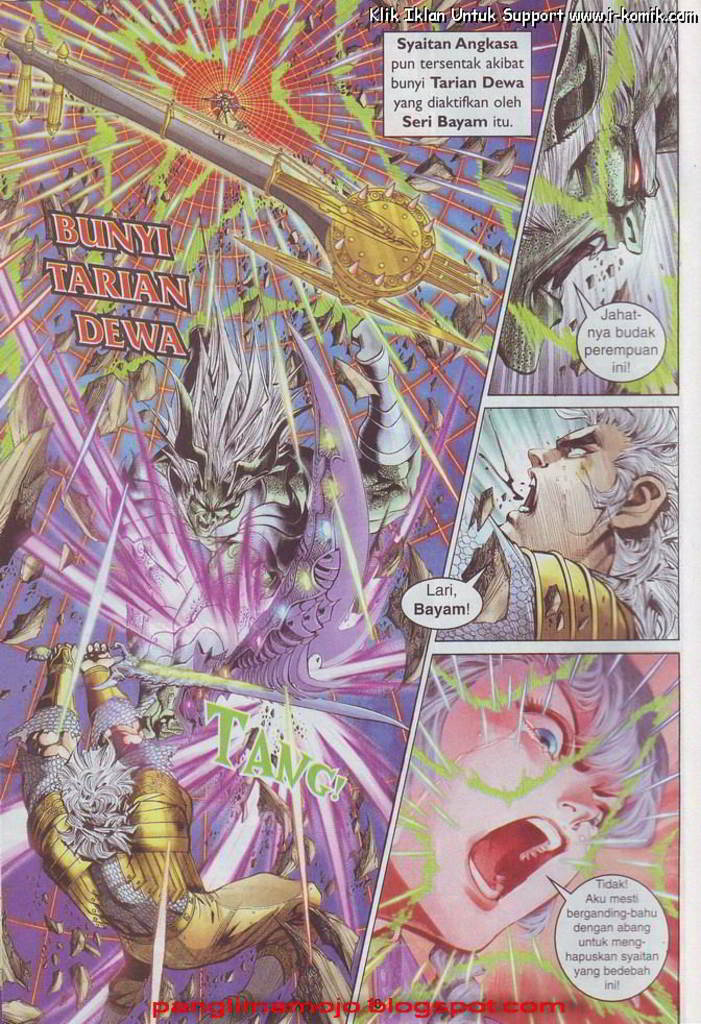 Klik Iklan Untuk Support www.i-komik.com
Syaitan Angkasa
pun tersentak akibat
bunyi Tarian Dewa
yang diaktifkan oleh
Seri Bayam itu.
BUNYI
TARIAN
DEWA
Jahat-
nya budak
perempuan
ini!
Lari,
Bayam!
TANG!
Tidak!
Aku mesti
berganding-bahu
dengan abang
untuk meng-
hapuskan syaitan
yang bedebah
ini!
panglimamojo.blogspot.com